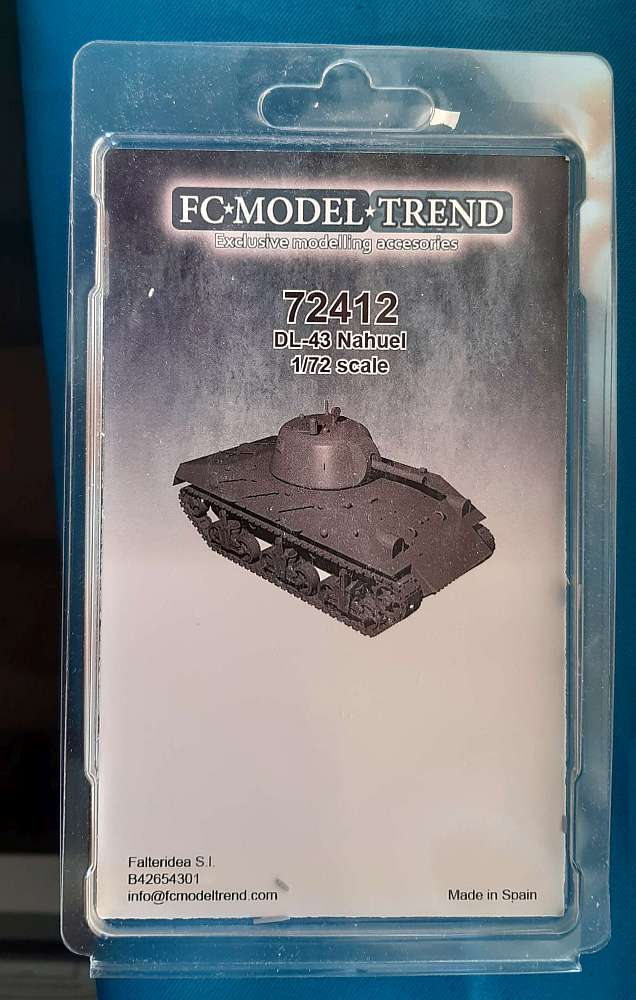 FC★MODEL★TREND
Exclusive modelling accesories
72412
DL-43 Nahuel
1/72 scale
Falteridea S.l.
B42654301
info@fcmodeltrend.com
Made in Spain